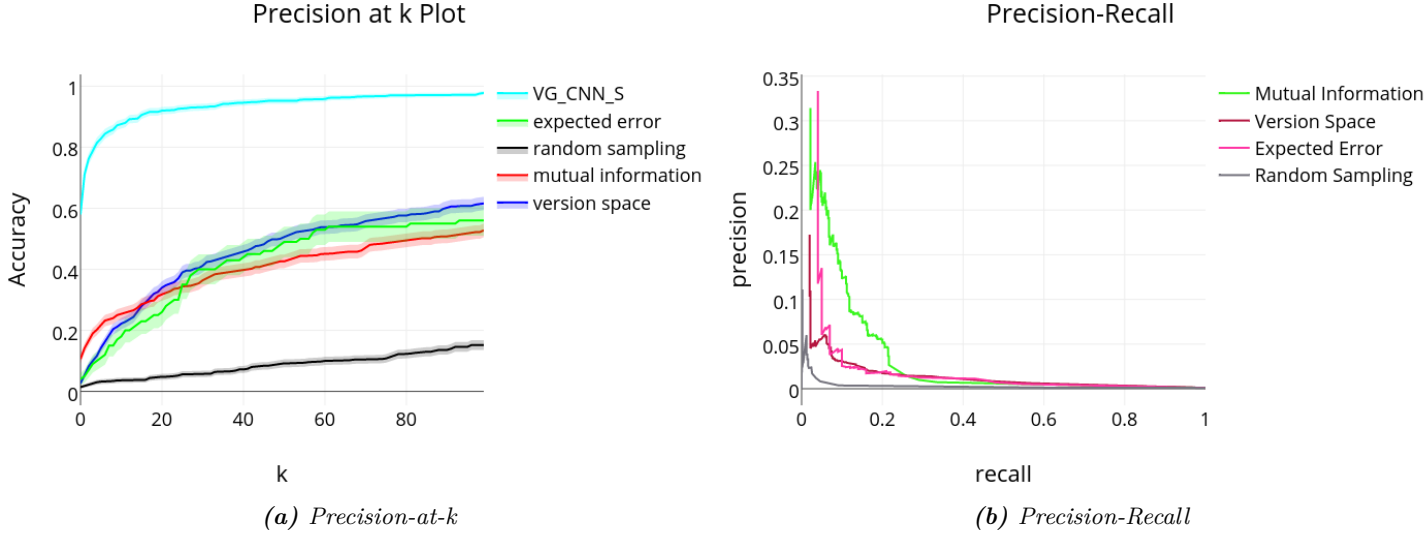 Precision at k Plot
1
0.8
0.6
0.4
0.2
0
0
20
40
60
80
Accuracy
k
VG_CNN_S
expected error
random sampling
mutual information
version space
(a) Precision-at-k
Precision-Recall
0.35
0.3
0.25
0.2
0.15
0.1
0.05
0
0
0.2
0.4
0.6
0.8
1
precision
recall
Mutual Information
Version Space
Expected Error
Random Sampling
(b) Precision-Recall